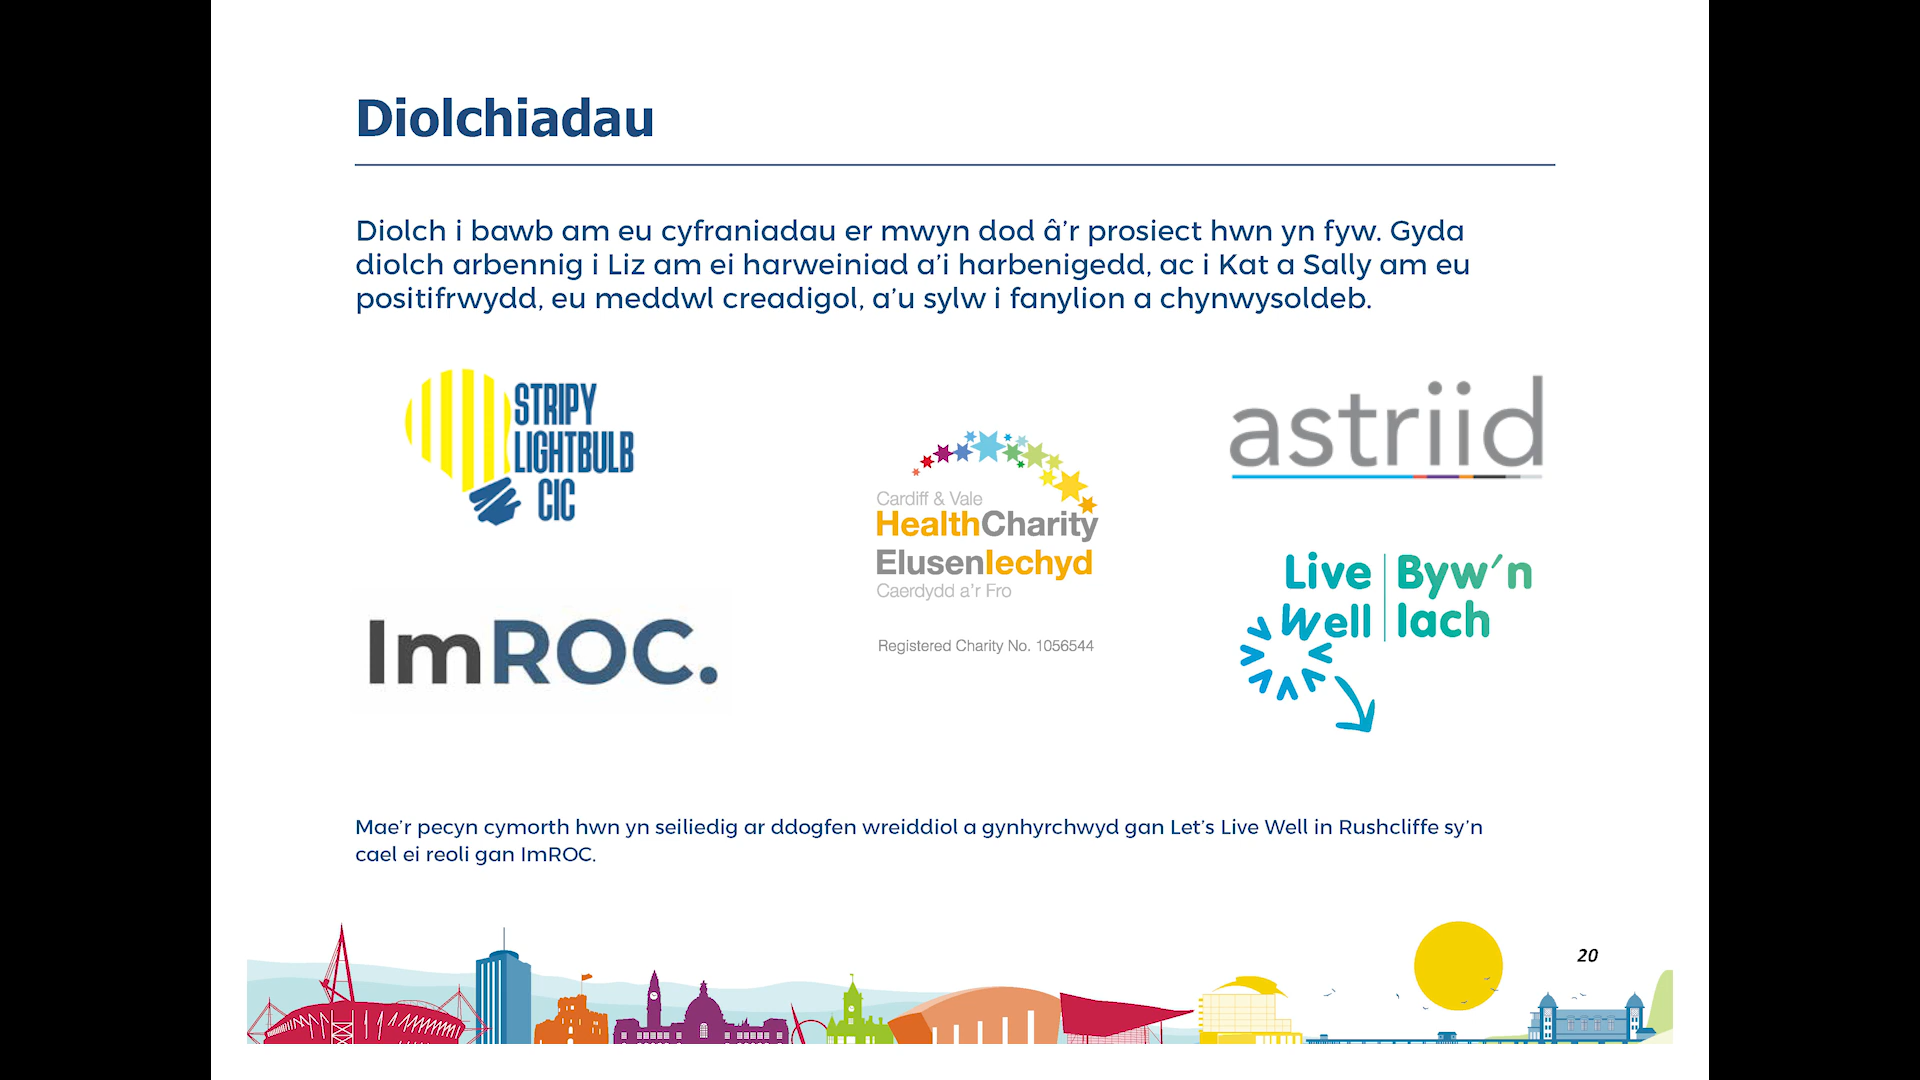 Diolchiadau
Diolch i bawb am eu cyfraniadau er mwyn dod â’r prosiect hwn yn fyw. Gyda
diolch arbennig i Liz am ei harweiniad a’i harbenigedd, ac i Kat a Sally am eu
positifrwydd, eu meddwl creadigol, a’u sylw i fanylion a chynwysoldeb.
STRIPY
LIGHTBULB
CIC
ImROC.
Cardiff & Vale
HealthCharity
ElusenIechyd
Caerdydd a’r Fro
Registered Charity No. 1056544
astriid
Live Byw’n
Well Iach
Mae’r pecyn cymorth hwn yn seiliedig ar ddogfen wreiddiol a gynhyrchwyd gan Let’s Live Well in Rushcliffe sy’n
cael ei reoli gan ImROC.
20